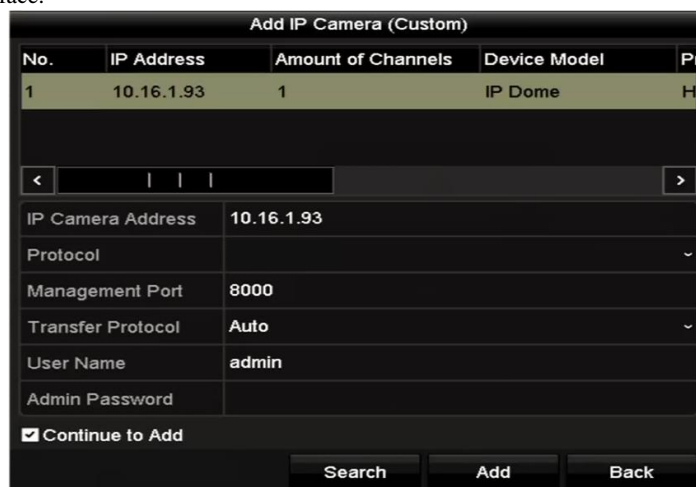 Add IP Camera (Custom)
No. IP Address Amount of Channels Device Model
1 10.16.1.93 1 IP Dome
IP Camera Address 10.16.1.93
Protocol
Management Port 8000
Transfer Protocol Auto
User Name admin
Admin Password
Continue to Add
Search Add Back